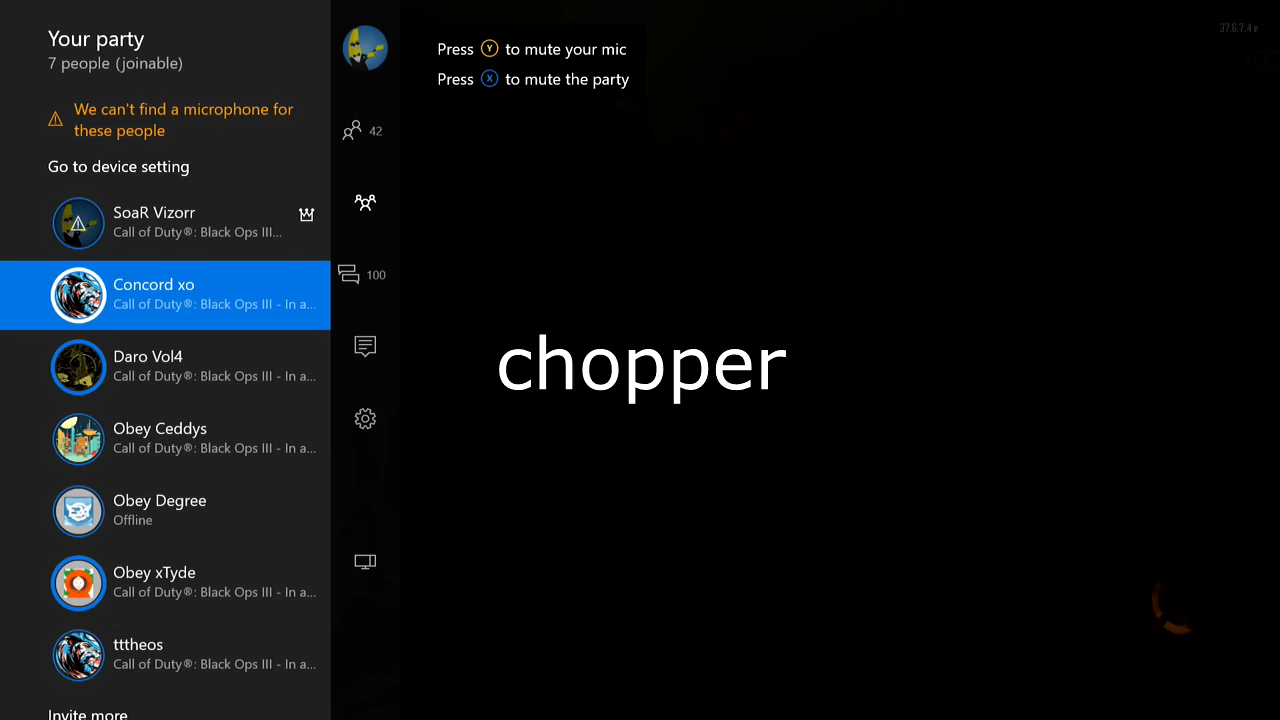 Your party
7 people (joinable)
We can't find a microphone for
these people
Go to device setting
SoaR Vizorr
Call of Duty®: Black Ops III...
Concord xo
Call of Duty®: Black Ops III - In a...
Daro Vol4
Call of Duty®: Black Ops III - In a...
Obey Ceddys
Call of Duty®: Black Ops III - In a...
Obey Degree
Offline
Obey xTyde
Call of Duty®: Black Ops III - In a...
tttheos
Call of Duty®: Black Ops III - In a...
Invite more
42
100
Press Y to mute your mic
Press X to mute the party
chopper
37.6.7.4e